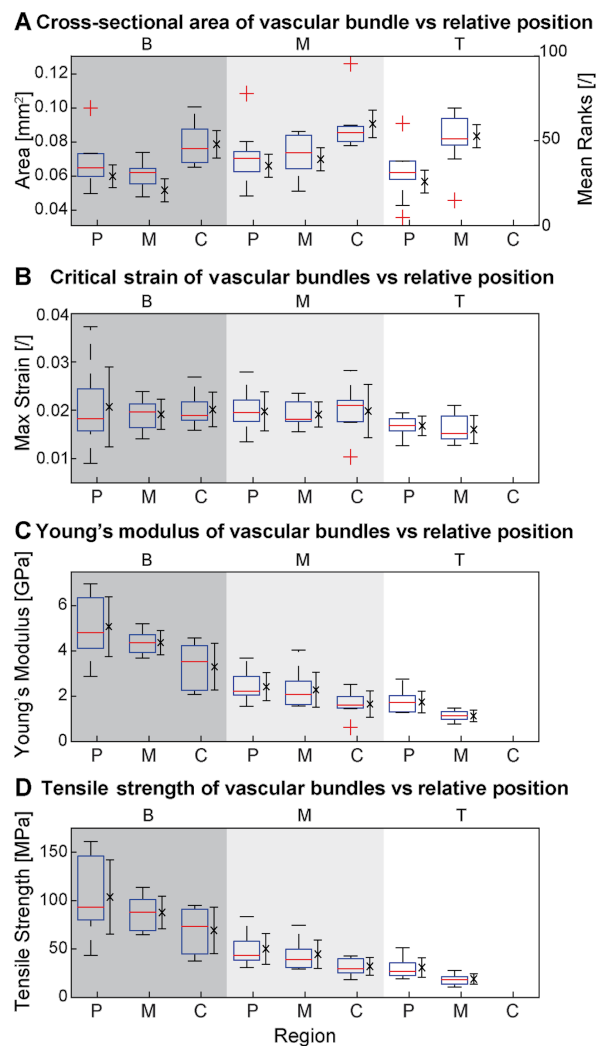 A Cross-sectional area of vascular bundle vs relative position
B M T
0.12 100
0.10
0.08 50
0.06
0.04 0
Area [mm²]
Mean Ranks [/]
P M C P M C P M C
B Critical strain of vascular bundles vs relative position
B M T
0.04
0.03
0.02
0.01
Max Strain [/]
P M C P M C P M C
C Young's modulus of vascular bundles vs relative position
B M T
6
4
2
0
Young's Modulus [GPa]
P M C P M C P M C
D Tensile strength of vascular bundles vs relative position
B M T
150
100
50
0
Tensile Strength [MPa]
P M C P M C P M C
Region